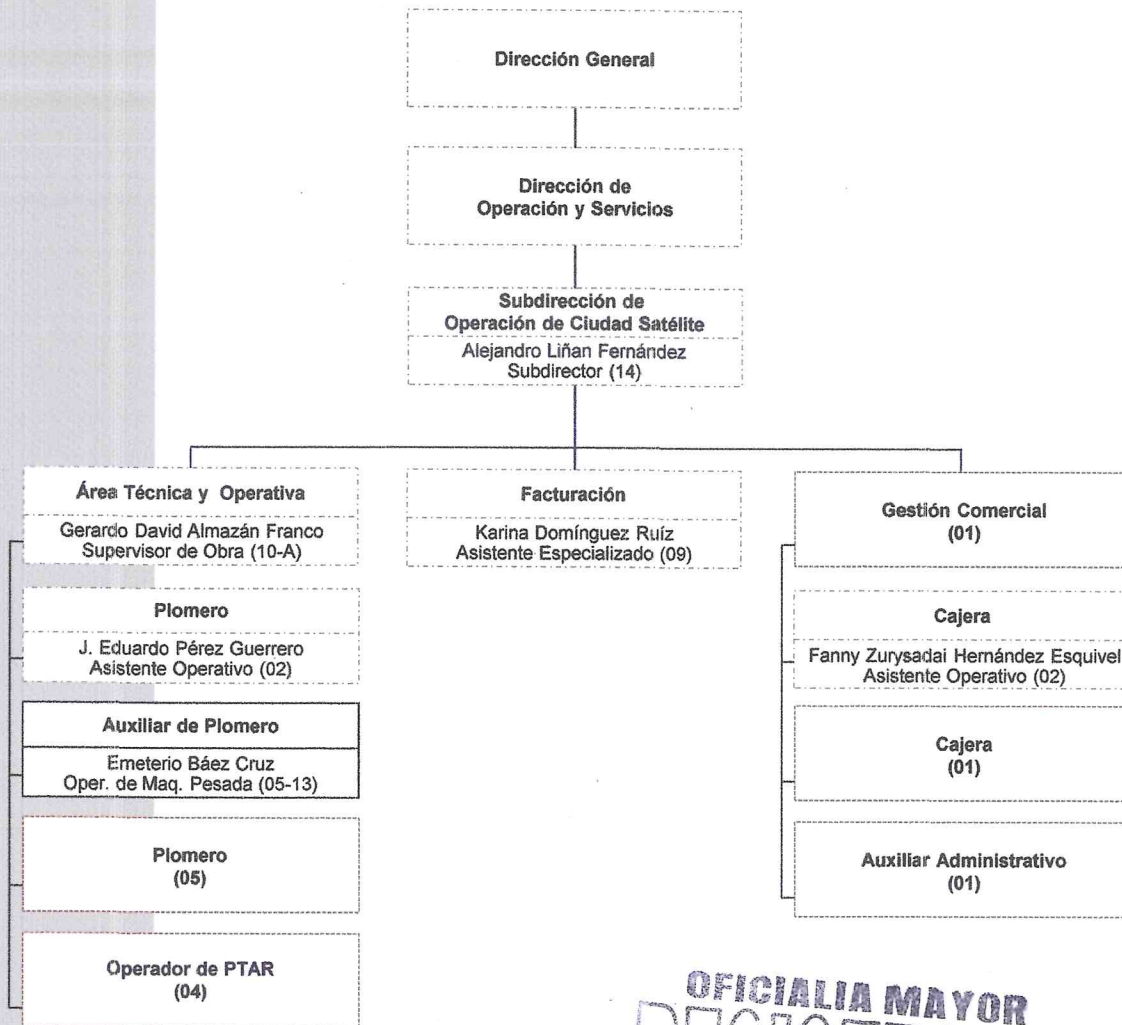 Dirección General
Dirección de
Operación y Servicios
Subdirección de
Operación de Ciudad Satélite
Alejandro Liñan Fernández
Subdirector (14)
Área Técnica y Operativa
Gerardo David Almazán Franco
Supervisor de Obra (10-A)
Plomero
J. Eduardo Pérez Guerrero
Asistente Operativo (02)
Auxiliar de Plomero
Emeterio Báez Cruz
Oper. de Maq. Pesada (05-13)
Plomero
(05)
Operador de PTAR
(04)
Facturación
Karina Domínguez Ruíz
Asistente Especializado (09)
Gestión Comercial
(01)
Cajera
Fanny Zurysadai Hernández Esquivel
Asistente Operativo (02)
Cajera
(01)
Auxiliar Administrativo
(01)
OFICIALIA MAYOR